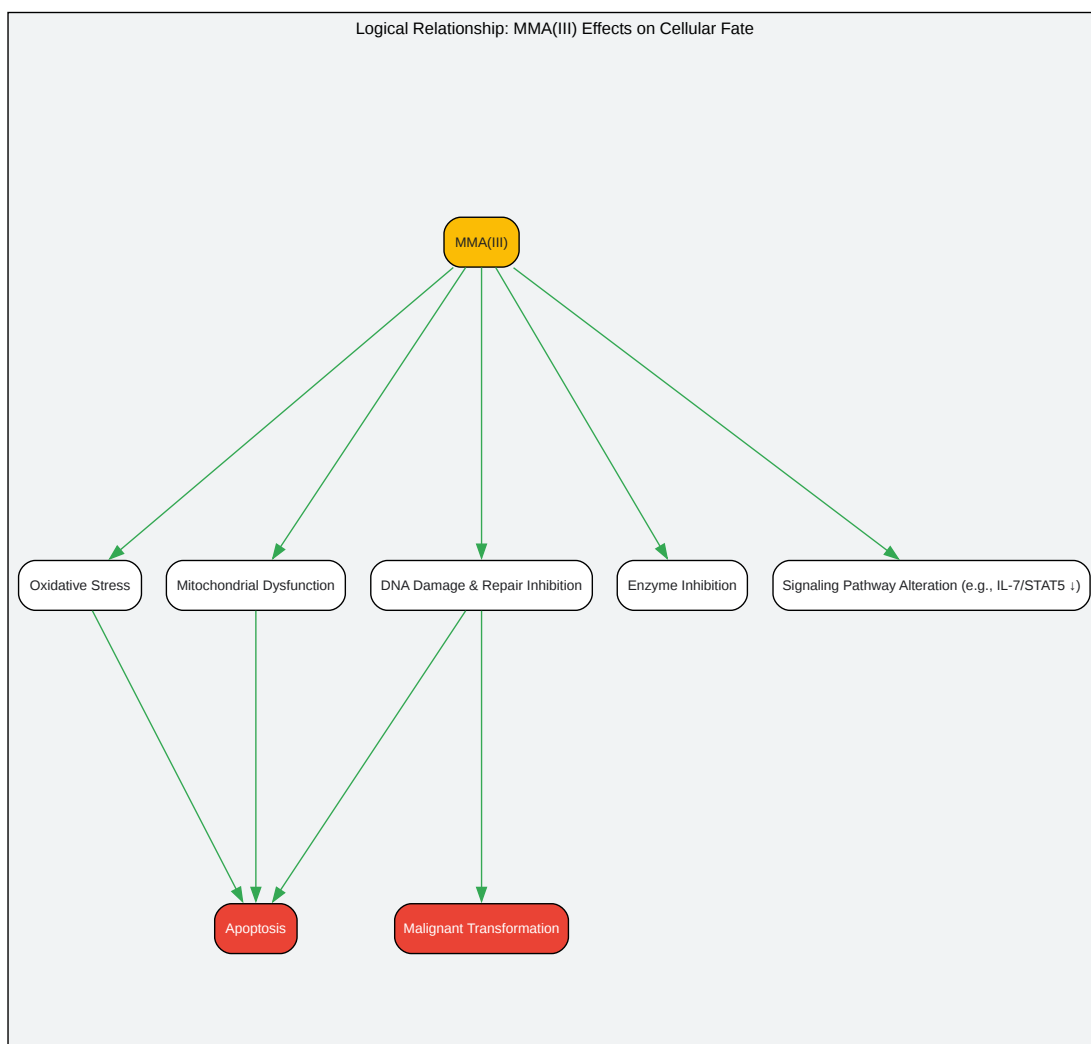 Logical Relationship: MMA(III) Effects on Cellular Fate
MMA(III)
Oxidative Stress
Mitochondrial Dysfunction
DNA Damage & Repair Inhibition
Enzyme Inhibition
Signaling Pathway Alteration (e.g., IL-7/STAT5 ↓)
Apoptosis
Malignant Transformation